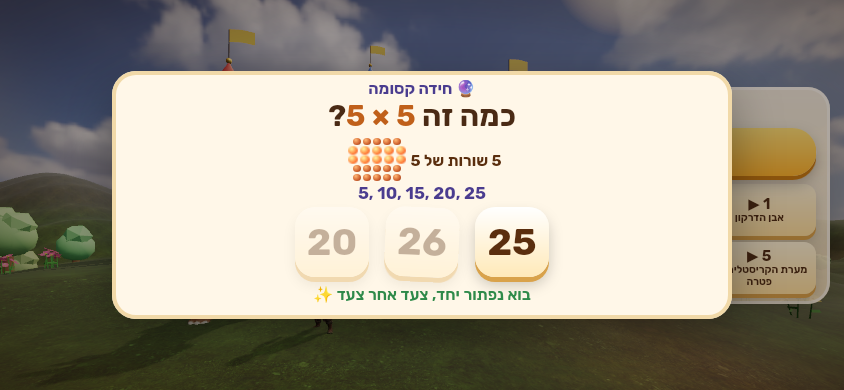 🔮 חידה קסומה
כמה זה 5 × 5?
5 שורות של 5
5, 10, 15, 20, 25
25
26
20
בוא נפתור יחד, צעד אחר צעד ✨
▶ 1
אבן הדרקון
▶ 5
מערת הקריסטלים
פטרה